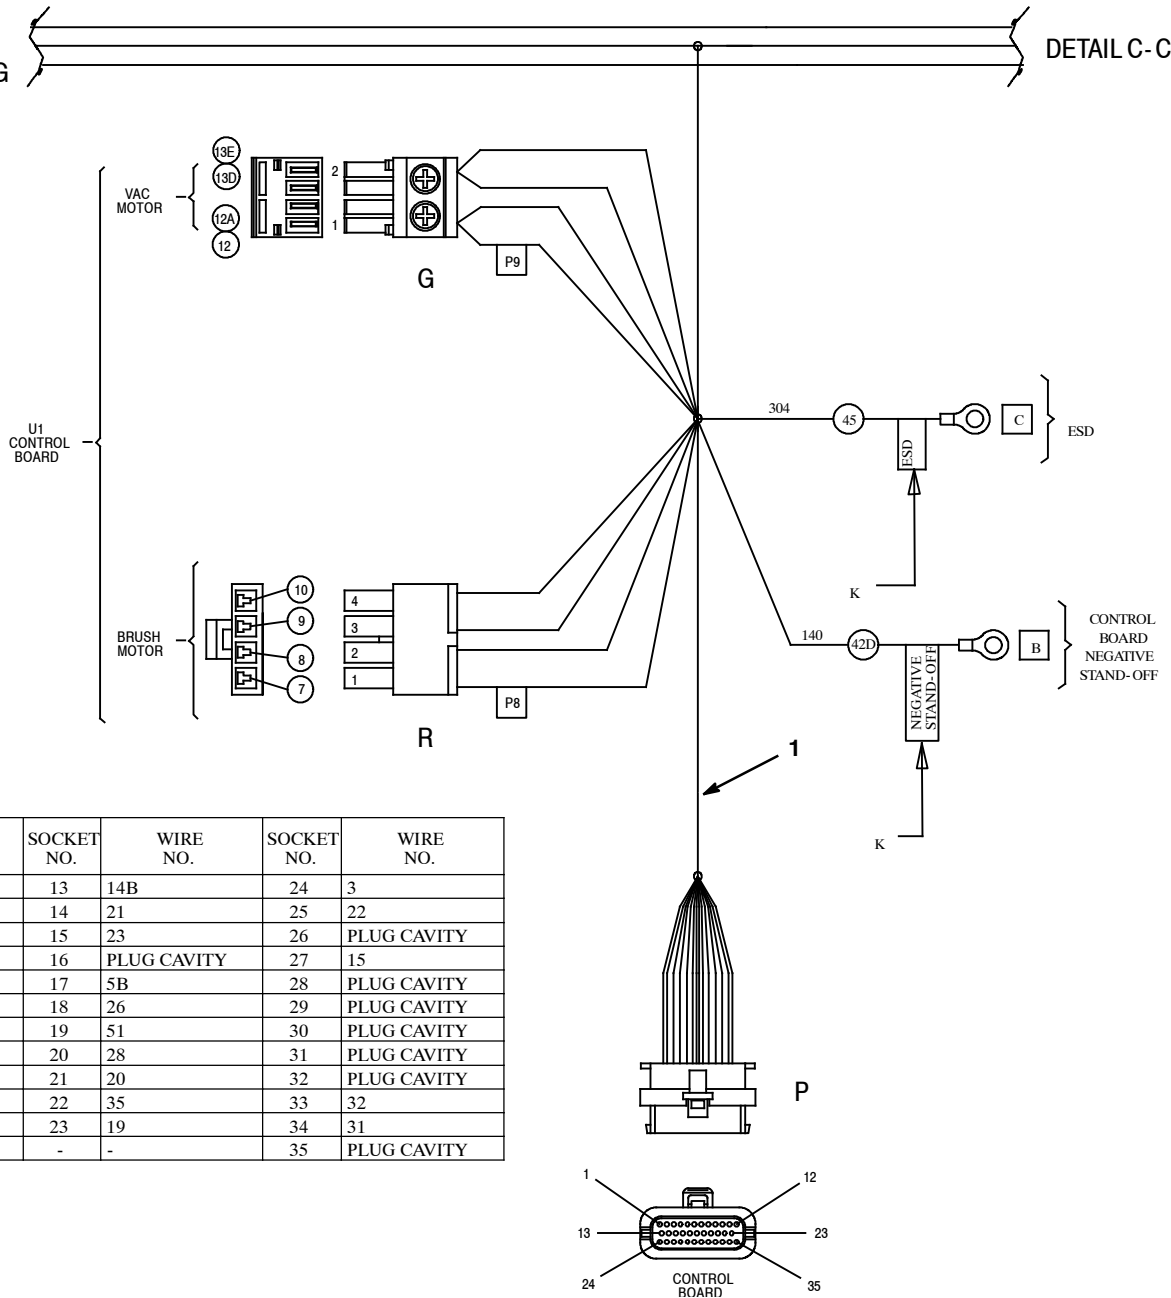 DETAIL C-C
G
13E
13D
VAC
MOTOR
12A
12
2
1
P9
G
U1
CONTROL
BOARD
304
45
ESD
C
ESD
K
BRUSH
MOTOR
10
9
8
7
4
3
2
1
P8
R
140
42D
NEGATIVE
STAND-OFF
B
CONTROL
BOARD
NEGATIVE
STAND-OFF
K
1
SOCKET NO. WIRE NO. SOCKET NO. WIRE NO.
13 14B 24 3
14 21 25 22
15 23 26 PLUG CAVITY
16 PLUG CAVITY 27 15
17 5B 28 PLUG CAVITY
18 26 29 PLUG CAVITY
19 51 30 PLUG CAVITY
20 28 31 PLUG CAVITY
21 20 32 PLUG CAVITY
22 35 33 32
23 19 34 31
- - 35 PLUG CAVITY
P
1
12
13
23
24
35
CONTROL
BOARD